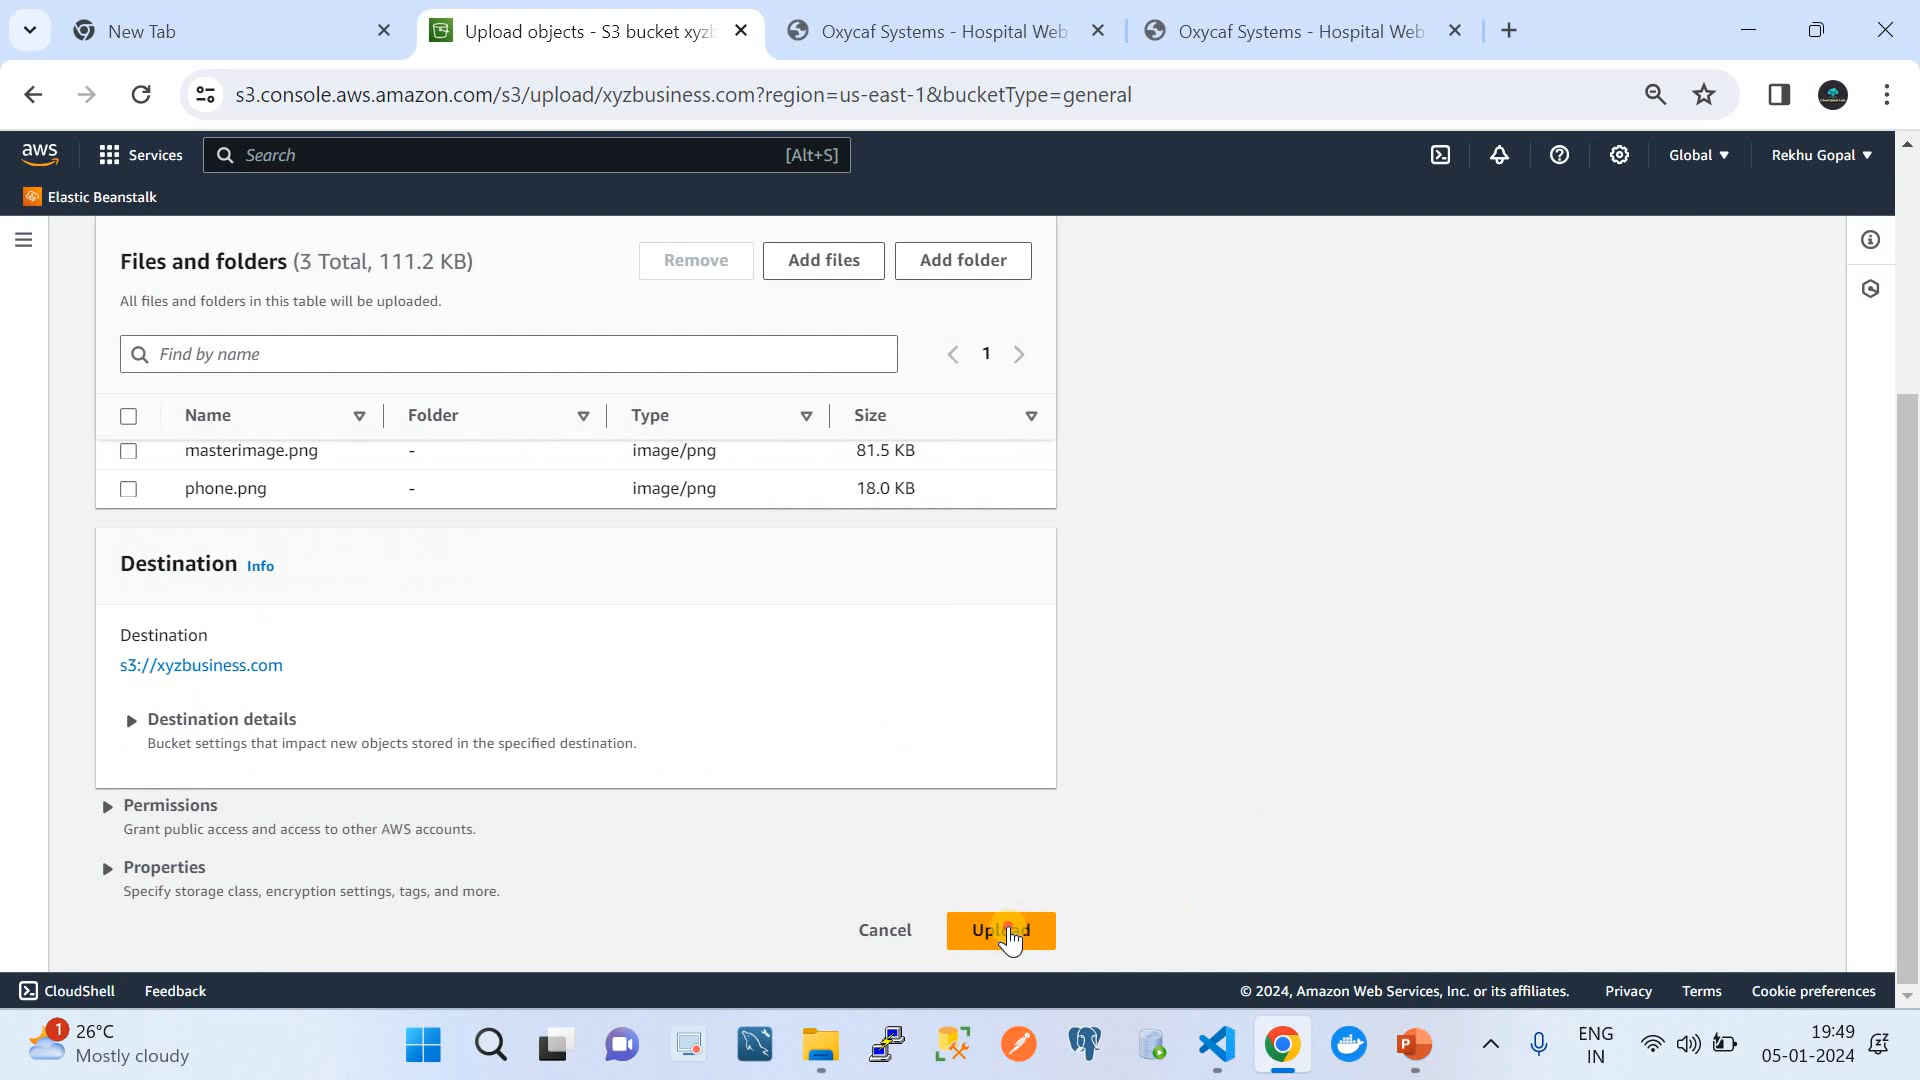 New Tab
Upload objects - S3 bucket xyzb
Oxycaf Systems - Hospital Web
Oxycaf Systems - Hospital Web
s3.console.aws.amazon.com/s3/upload/xyzbusiness.com?region=us-east-1&bucketType=general
aws
Services
Search
[Alt+S]
Global
Rekhu Gopal
Elastic Beanstalk
Files and folders (3 Total, 111.2 KB)
Remove
Add files
Add folder
All files and folders in this table will be uploaded.
Find by name
1
Name
Folder
Type
Size
masterimage.png - image/png 81.5 KB
phone.png - image/png 18.0 KB
Destination Info
Destination
s3://xyzbusiness.com
Destination details
Bucket settings that impact new objects stored in the specified destination.
Permissions
Grant public access and access to other AWS accounts.
Properties
Specify storage class, encryption settings, tags, and more.
Cancel
Upload
CloudShell
Feedback
© 2024, Amazon Web Services, Inc. or its affiliates.
Privacy
Terms
Cookie preferences
1
26°C
Mostly cloudy
ENG
IN
19:49
05-01-2024